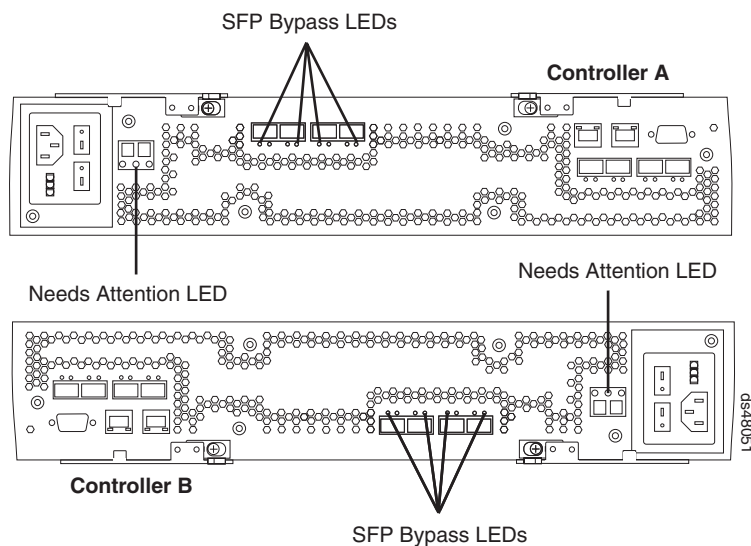 SFP Bypass LEDs
Controller A
Needs Attention LED
Needs Attention LED
Controller B
SFP Bypass LEDs
ds48051